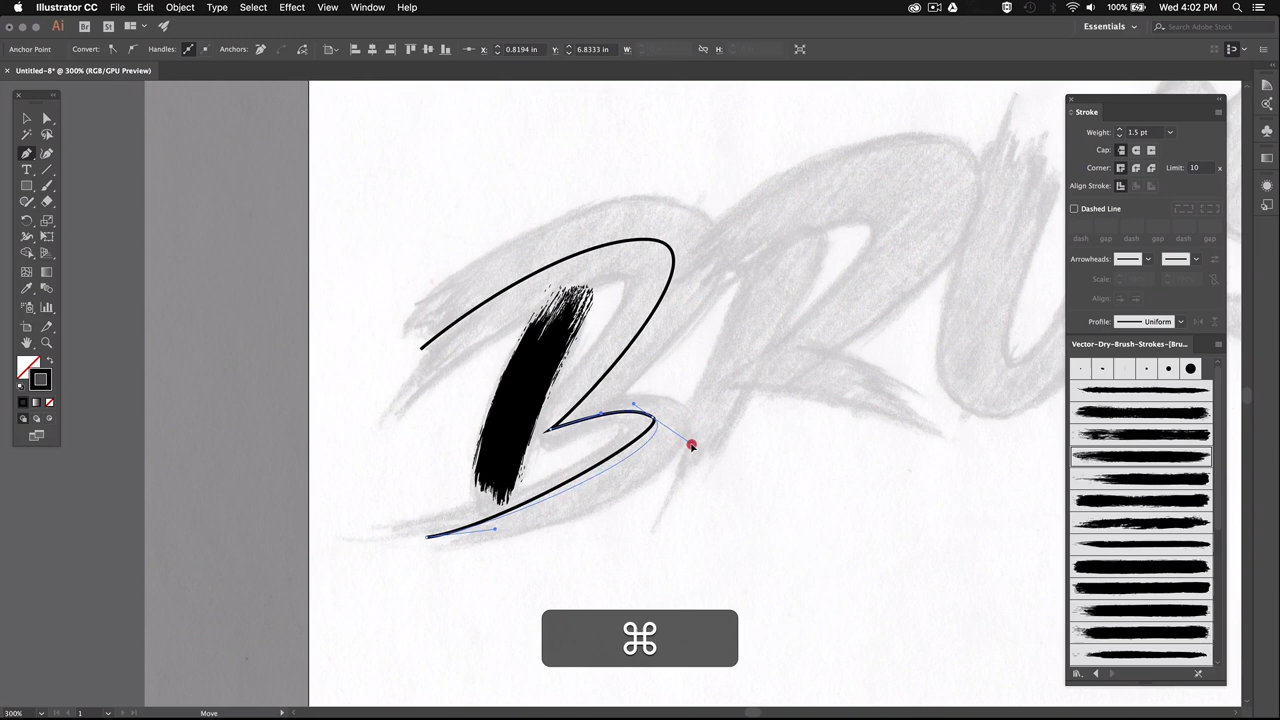 Illustrator CC File Edit Object Type Select Effect View Window Help 100% Wed 4:02 PM
Ai Br St Essentials Search Adobe Stock
Anchor Point Convert: Handles: Anchors: X: 0.8194 in Y: 6.8333 in W: H:
Untitled-8* @ 300% (RGB/GPU Preview)
Stroke
Weight: 1.5 pt
Cap:
Corner: Limit: 10 x
Align Stroke:
Dashed Line
dash gap dash gap dash gap
Arrowheads:
Scale:
Align:
Profile: Uniform
Vector-Dry-Brush-Strokes-[Bru...
B
⌘
300% 1 Move